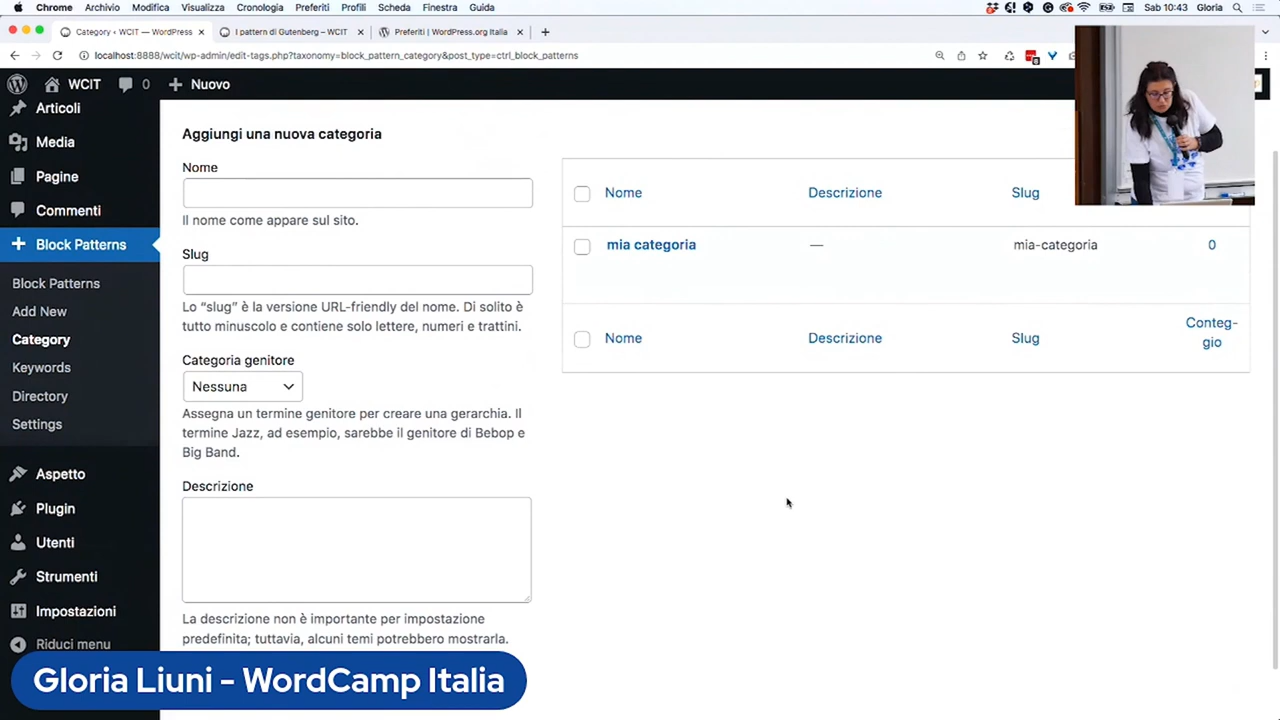 Chrome Archivio Modifica Visualizza Cronologia Preferiti Profili Scheda Finestra Guida Sab 10:43 Gloria
Category ‹ WCIT — WordPress
I pattern di Gutenberg – WCIT
Preferiti | WordPress.org Italia
localhost:8888/wcit/wp-admin/edit-tags.php?taxonomy=block_pattern_category&post_type=ctrl_block_patterns
WCIT 0 Nuovo
Articoli
Media
Pagine
Commenti
Block Patterns
Block Patterns
Add New
Category
Keywords
Directory
Settings
Aspetto
Plugin
Utenti
Strumenti
Impostazioni
Riduci menu
Aggiungi una nuova categoria
Nome
Il nome come appare sul sito.
Slug
Lo “slug” è la versione URL-friendly del nome. Di solito è
tutto minuscolo e contiene solo lettere, numeri e trattini.
Categoria genitore
Nessuna
Assegna un termine genitore per creare una gerarchia. Il
termine Jazz, ad esempio, sarebbe il genitore di Bebop e
Big Band.
Descrizione
La descrizione non è importante per impostazione
predefinita; tuttavia, alcuni temi potrebbero mostrarla.
Nome Descrizione Slug
mia categoria — mia-categoria 0
Nome Descrizione Slug Conteg-
gio
Gloria Liuni - WordCamp Italia